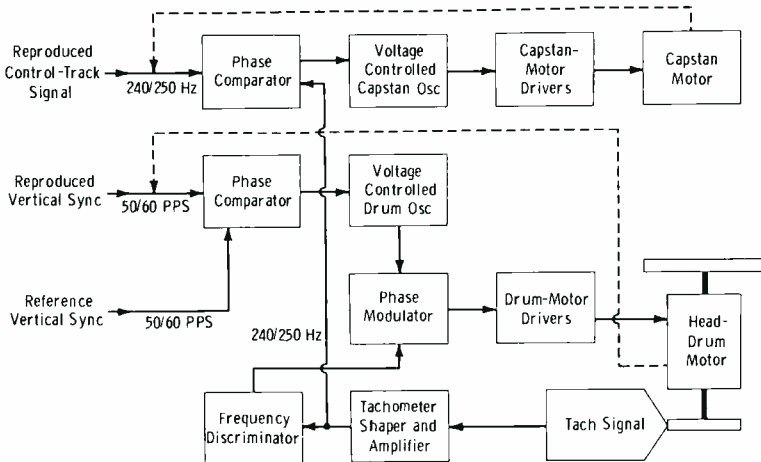 Reproduced
Control-Track
Signal
240/250 Hz
Phase
Comparator
Voltage
Controlled
Capstan Osc
Capstan-
Motor
Drivers
Capstan
Motor
Reproduced
Vertical Sync
50/60 PPS
Phase
Comparator
Voltage
Controlled
Drum Osc
Reference
Vertical Sync
50/60 PPS
240/250 Hz
Phase
Modulator
Drum-Motor
Drivers
Head-
Drum
Motor
Frequency
Discriminator
Tachometer
Shaper and
Amplifier
Tach Signal